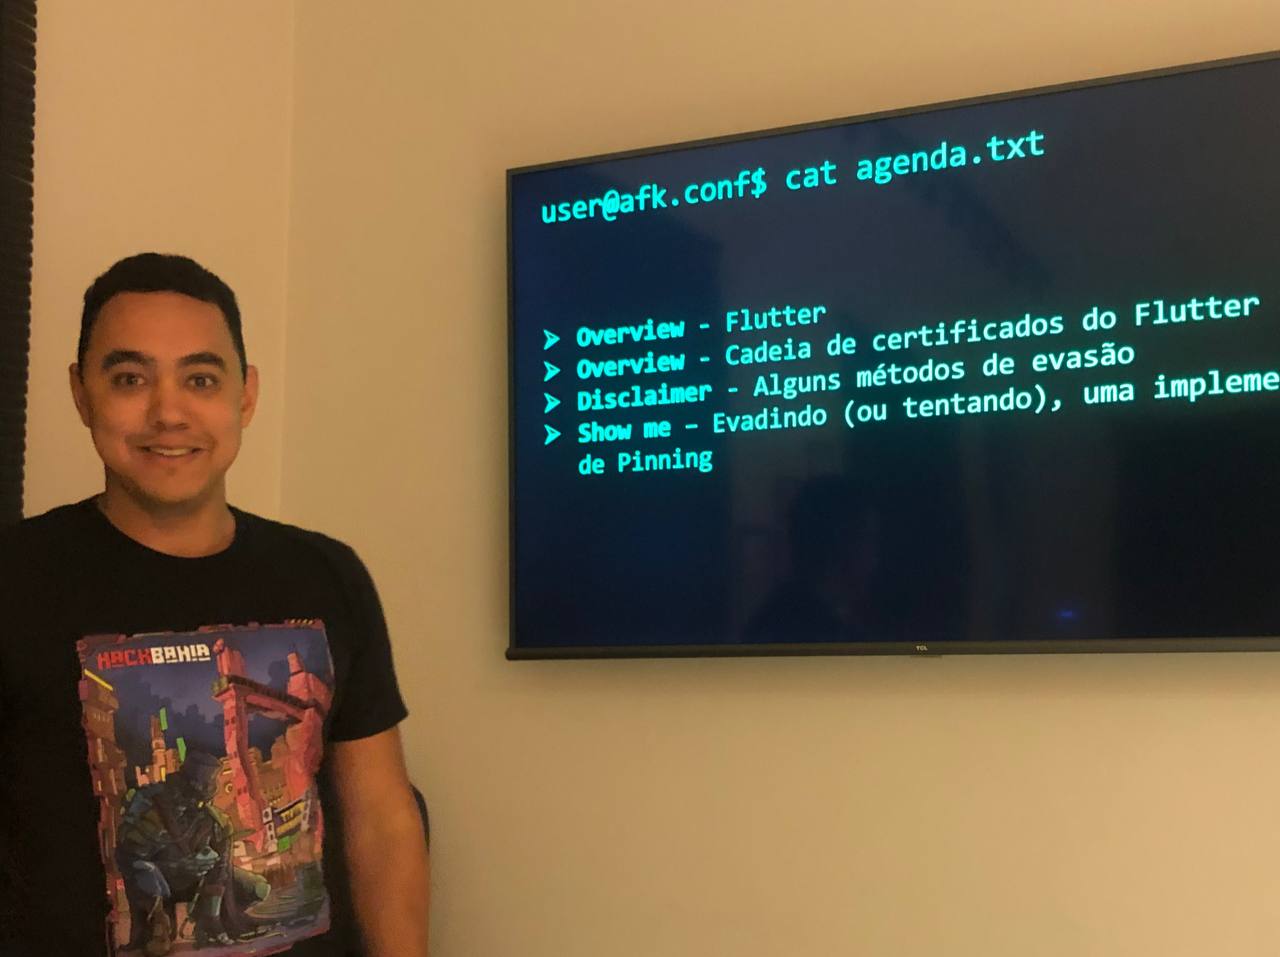 user@afk.conf$ cat agenda.txt
➢ Overview - Flutter
➢ Overview - Cadeia de certificados do Flutter
➢ Disclaimer - Alguns métodos de evasão
➢ Show me – Evadindo (ou tentando), uma impleme
de Pinning
TCL
HACKBAHIA